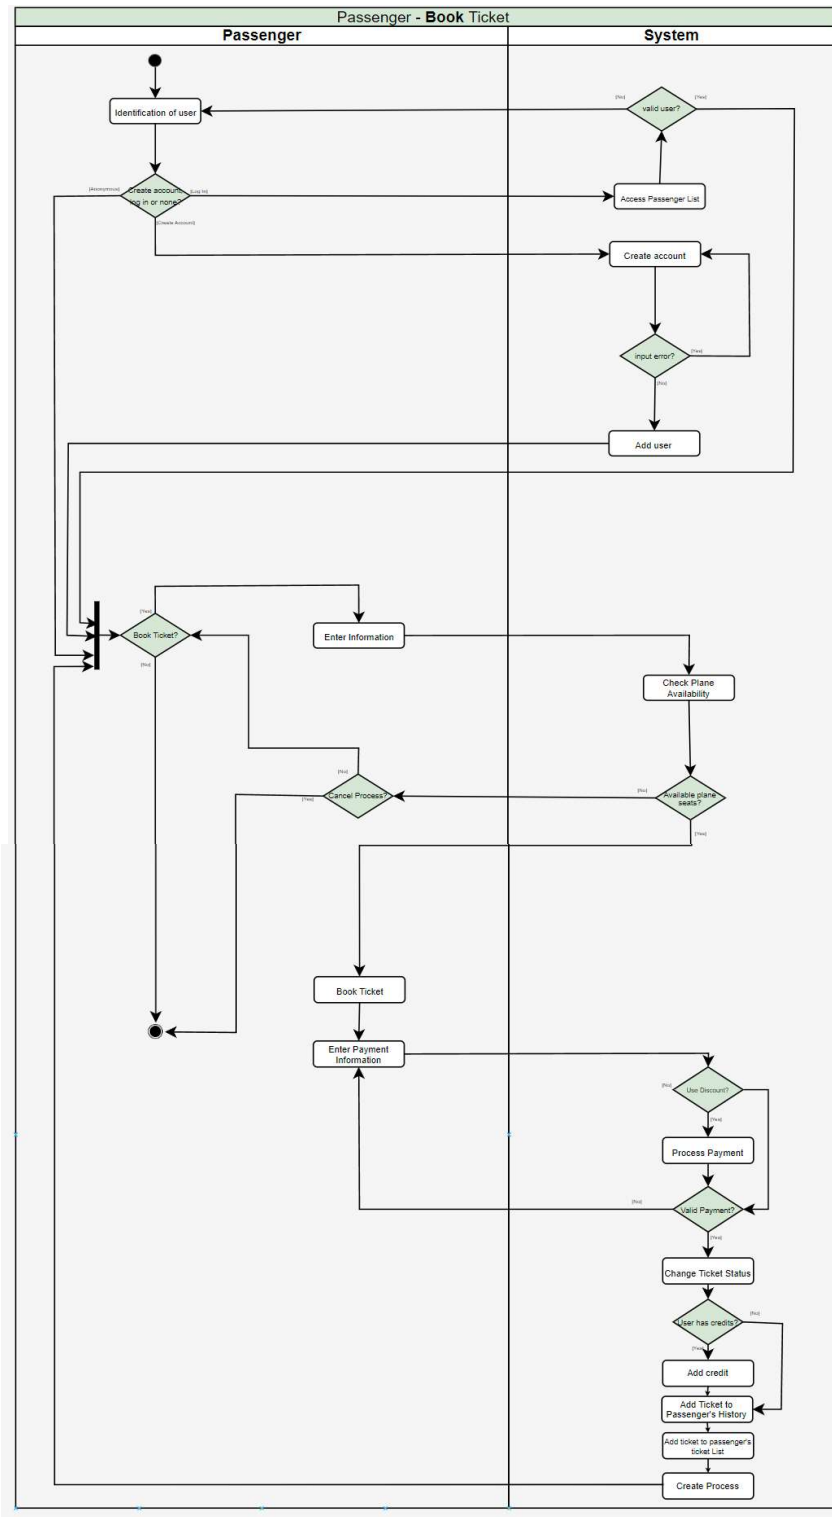 Passenger - Book Ticket
Passenger
System
Identification of user
[No]
valid user?
[Yes]
[Anonymous]
Create account,
log in or none?
[Log In]
Access Passenger List
[Create Account]
Create account
input error?
[Yes]
[No]
Add user
[Yes]
Book Ticket?
[No]
Enter Information
Check Plane
Availability
[No]
Cancel Process?
[Yes]
[No]
Available plane
seats?
[Yes]
Book Ticket
Enter Payment
Information
[No]
Use Discount?
[Yes]
Process Payment
[No]
Valid Payment?
[Yes]
Change Ticket Status
User has credits?
[No]
[Yes]
Add credit
Add Ticket to
Passenger's History
Add ticket to passenger's
ticket List
Create Process